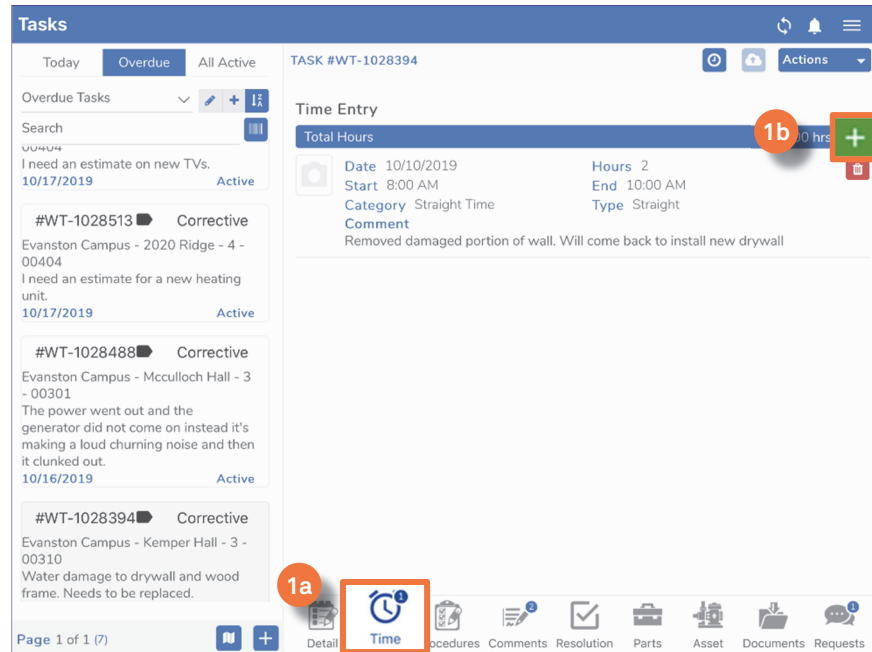 Tasks
Today Overdue All Active
Overdue Tasks
Search
00404
I need an estimate on new TVs.
10/17/2019 Active
#WT-1028513 Corrective
Evanston Campus - 2020 Ridge - 4 -
00404
I need an estimate for a new heating
unit.
10/17/2019 Active
#WT-1028488 Corrective
Evanston Campus - Mcculloch Hall - 3
- 00301
The power went out and the
generator did not come on instead it's
making a loud churning noise and then
it clunked out.
10/16/2019 Active
#WT-1028394 Corrective
Evanston Campus - Kemper Hall - 3 -
00310
Water damage to drywall and wood
frame. Needs to be replaced.
Page 1 of 1 (7)
TASK #WT-1028394
Actions
Time Entry
Total Hours
1b
hrs
Date 10/10/2019 Hours 2
Start 8:00 AM End 10:00 AM
Category Straight Time Type Straight
Comment
Removed damaged portion of wall. Will come back to install new drywall
1a
1 2 1
Detail Time ocedures Comments Resolution Parts Asset Documents Requests